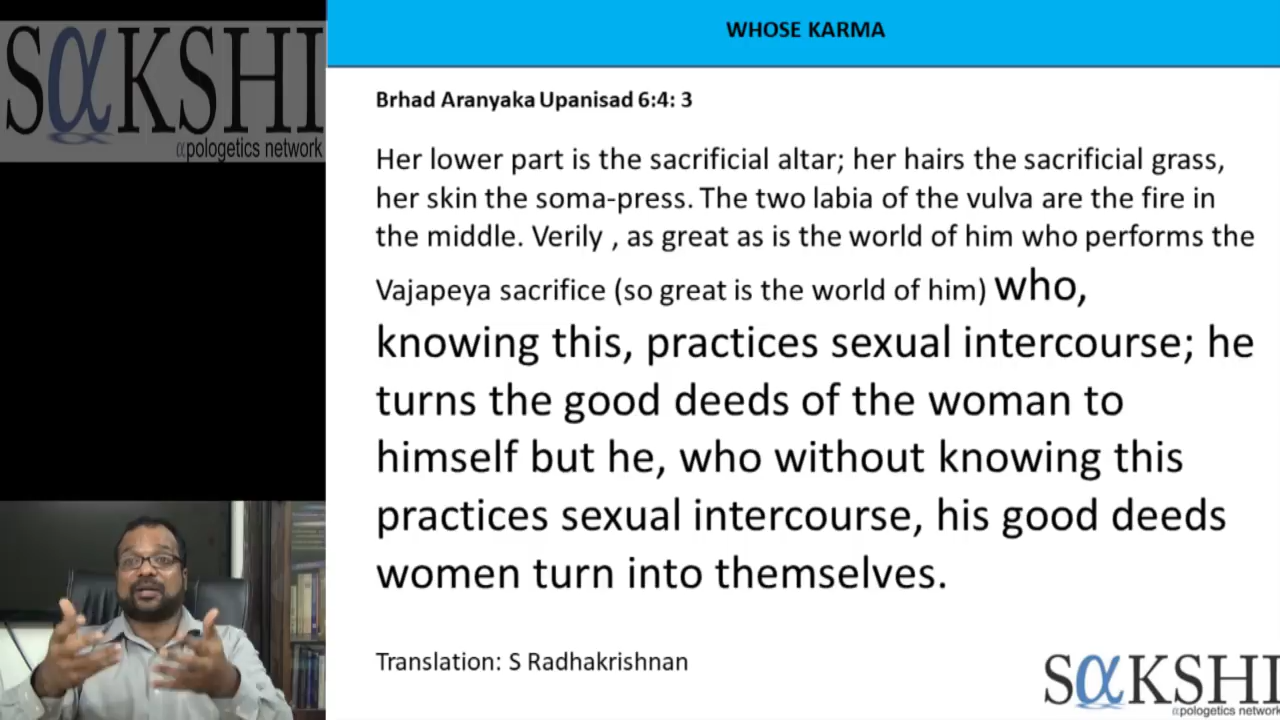 SαKSHI
αpologetics network
WHOSE KARMA
Brhad Aranyaka Upanisad 6:4: 3
Her lower part is the sacrificial altar; her hairs the sacrificial grass,
her skin the soma-press. The two labia of the vulva are the fire in
the middle. Verily , as great as is the world of him who performs the
Vajapeya sacrifice (so great is the world of him) who,
knowing this, practices sexual intercourse; he
turns the good deeds of the woman to
himself but he, who without knowing this
practices sexual intercourse, his good deeds
women turn into themselves.
Translation: S Radhakrishnan
SαKSHI
αpologetics network